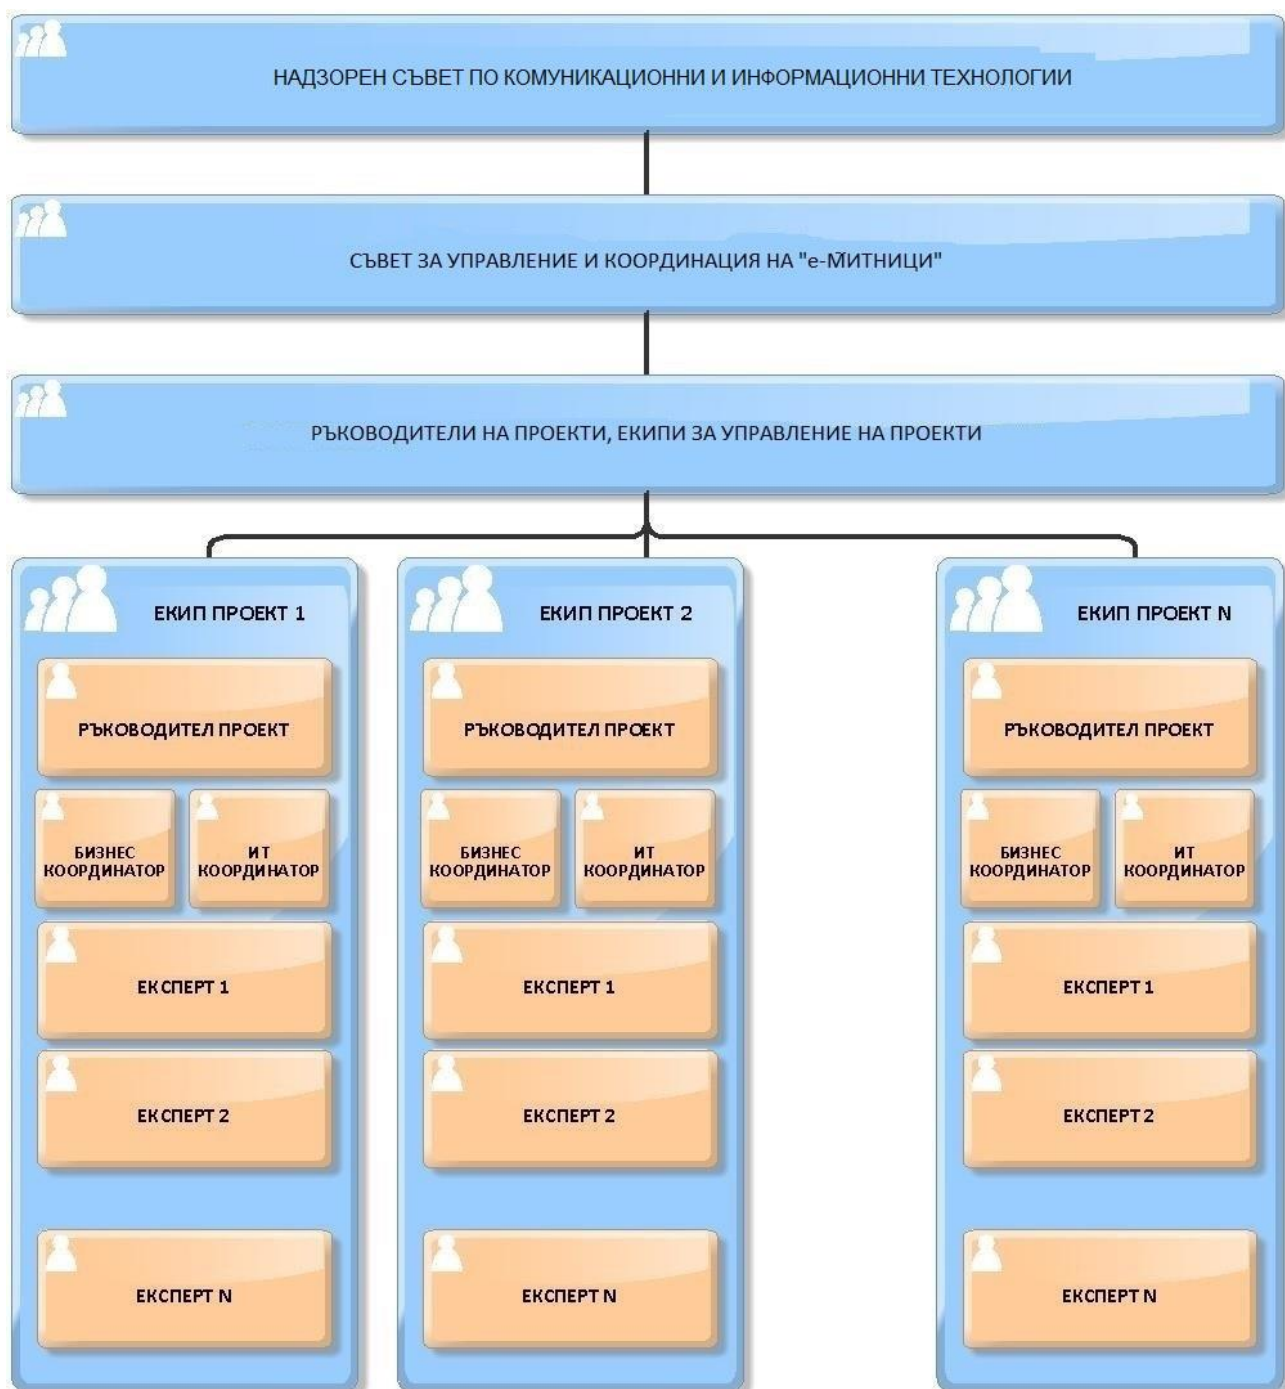 НАДЗОРЕН СЪВЕТ ПО КОМУНИКАЦИОННИ И ИНФОРМАЦИОННИ ТЕХНОЛОГИИ
СЪВЕТ ЗА УПРАВЛЕНИЕ И КООРДИНАЦИЯ НА "е-МИТНИЦИ"
РЪКОВОДИТЕЛИ НА ПРОЕКТИ, ЕКИПИ ЗА УПРАВЛЕНИЕ НА ПРОЕКТИ
ЕКИП ПРОЕКТ 1
РЪКОВОДИТЕЛ ПРОЕКТ
БИЗНЕС
КООРДИНАТОР
ИТ
КООРДИНАТОР
ЕКСПЕРТ 1
ЕКСПЕРТ 2
ЕКСПЕРТ N
ЕКИП ПРОЕКТ 2
РЪКОВОДИТЕЛ ПРОЕКТ
БИЗНЕС
КООРДИНАТОР
ИТ
КООРДИНАТОР
ЕКСПЕРТ 1
ЕКСПЕРТ 2
ЕКСПЕРТ N
ЕКИП ПРОЕКТ N
РЪКОВОДИТЕЛ ПРОЕКТ
БИЗНЕС
КООРДИНАТОР
ИТ
КООРДИНАТОР
ЕКСПЕРТ 1
ЕКСПЕРТ 2
ЕКСПЕРТ N